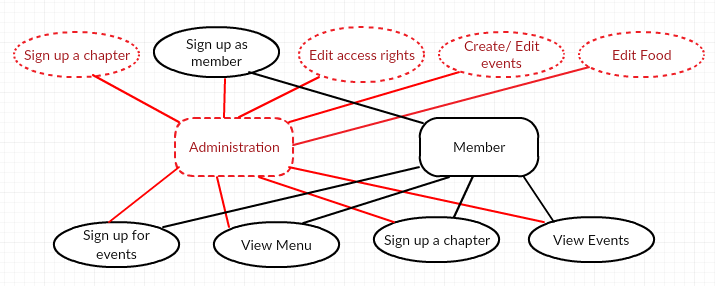 Sign up a chapter
Sign up as
member
Edit access rights
Create/ Edit
events
Edit Food
Administration
Member
Sign up for
events
View Menu
Sign up a chapter
View Events